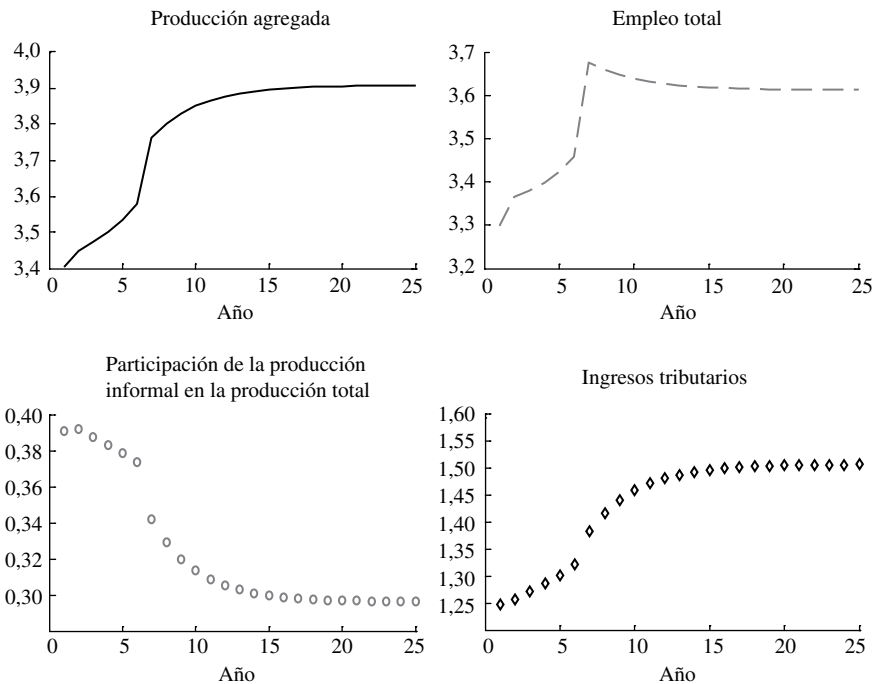 Producción agregada
4,0
3,9
3,8
3,7
3,6
3,5
3,4
0 5 10 15 20 25
Año
Empleo total
3,7
3,6
3,5
3,4
3,3
3,2
0 5 10 15 20 25
Año
Participación de la producción
informal en la producción total
0,40
0,38
0,36
0,34
0,32
0,30
0 5 10 15 20 25
Año
Ingresos tributarios
1,60
1,55
1,50
1,45
1,40
1,35
1,30
1,25
0 5 10 15 20 25
Año